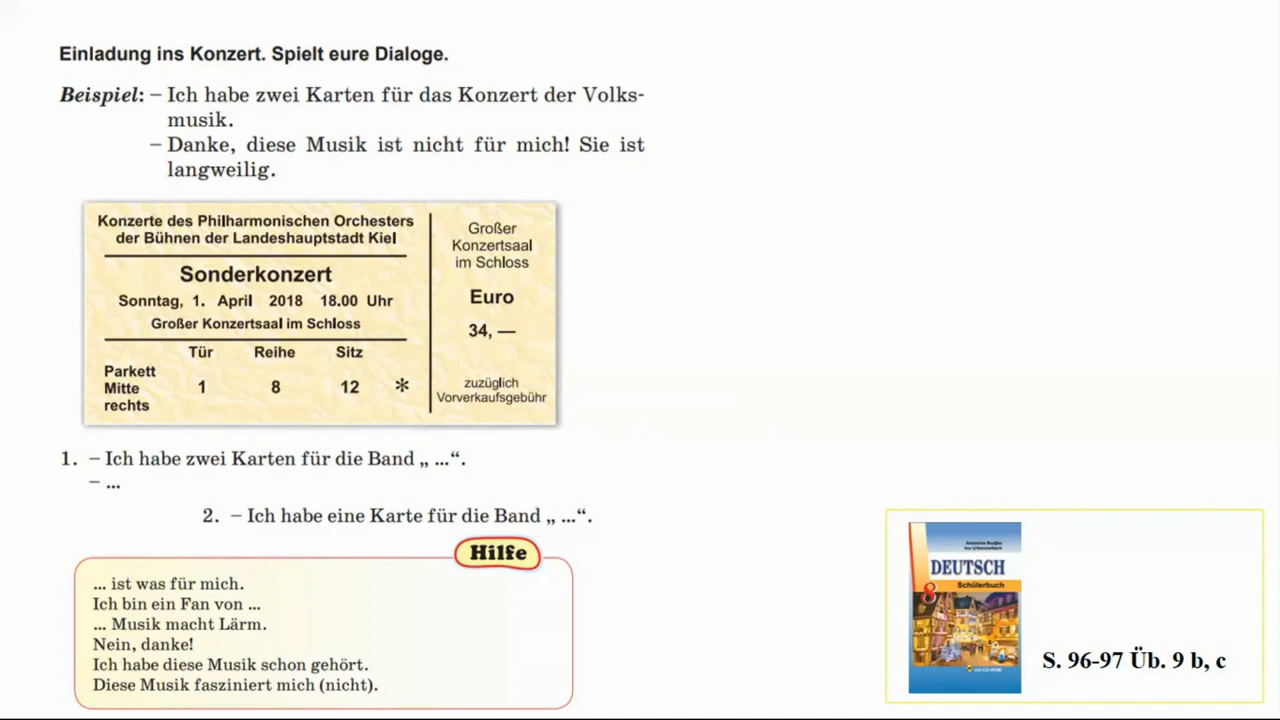 Einladung ins Konzert. Spielt eure Dialoge.
Beispiel: – Ich habe zwei Karten für das Konzert der Volks-
musik.
– Danke, diese Musik ist nicht für mich! Sie ist
langweilig.
Konzerte des Philharmonischen Orchesters
der Bühnen der Landeshauptstadt Kiel
Sonderkonzert
Sonntag, 1. April 2018 18.00 Uhr
Großer Konzertsaal im Schloss
Tür Reihe Sitz
Parkett
Mitte 1 8 12 *
rechts
Großer
Konzertsaal
im Schloss
Euro
34, —
zuzüglich
Vorverkaufsgebühr
1. – Ich habe zwei Karten für die Band „ ...“.
– ...
2. – Ich habe eine Karte für die Band „ ...“.
Hilfe
... ist was für mich.
Ich bin ein Fan von ...
... Musik macht Lärm.
Nein, danke!
Ich habe diese Musik schon gehört.
Diese Musik fasziniert mich (nicht).
DEUTSCH
8 Schülerbuch
S. 96-97 Üb. 9 b, c